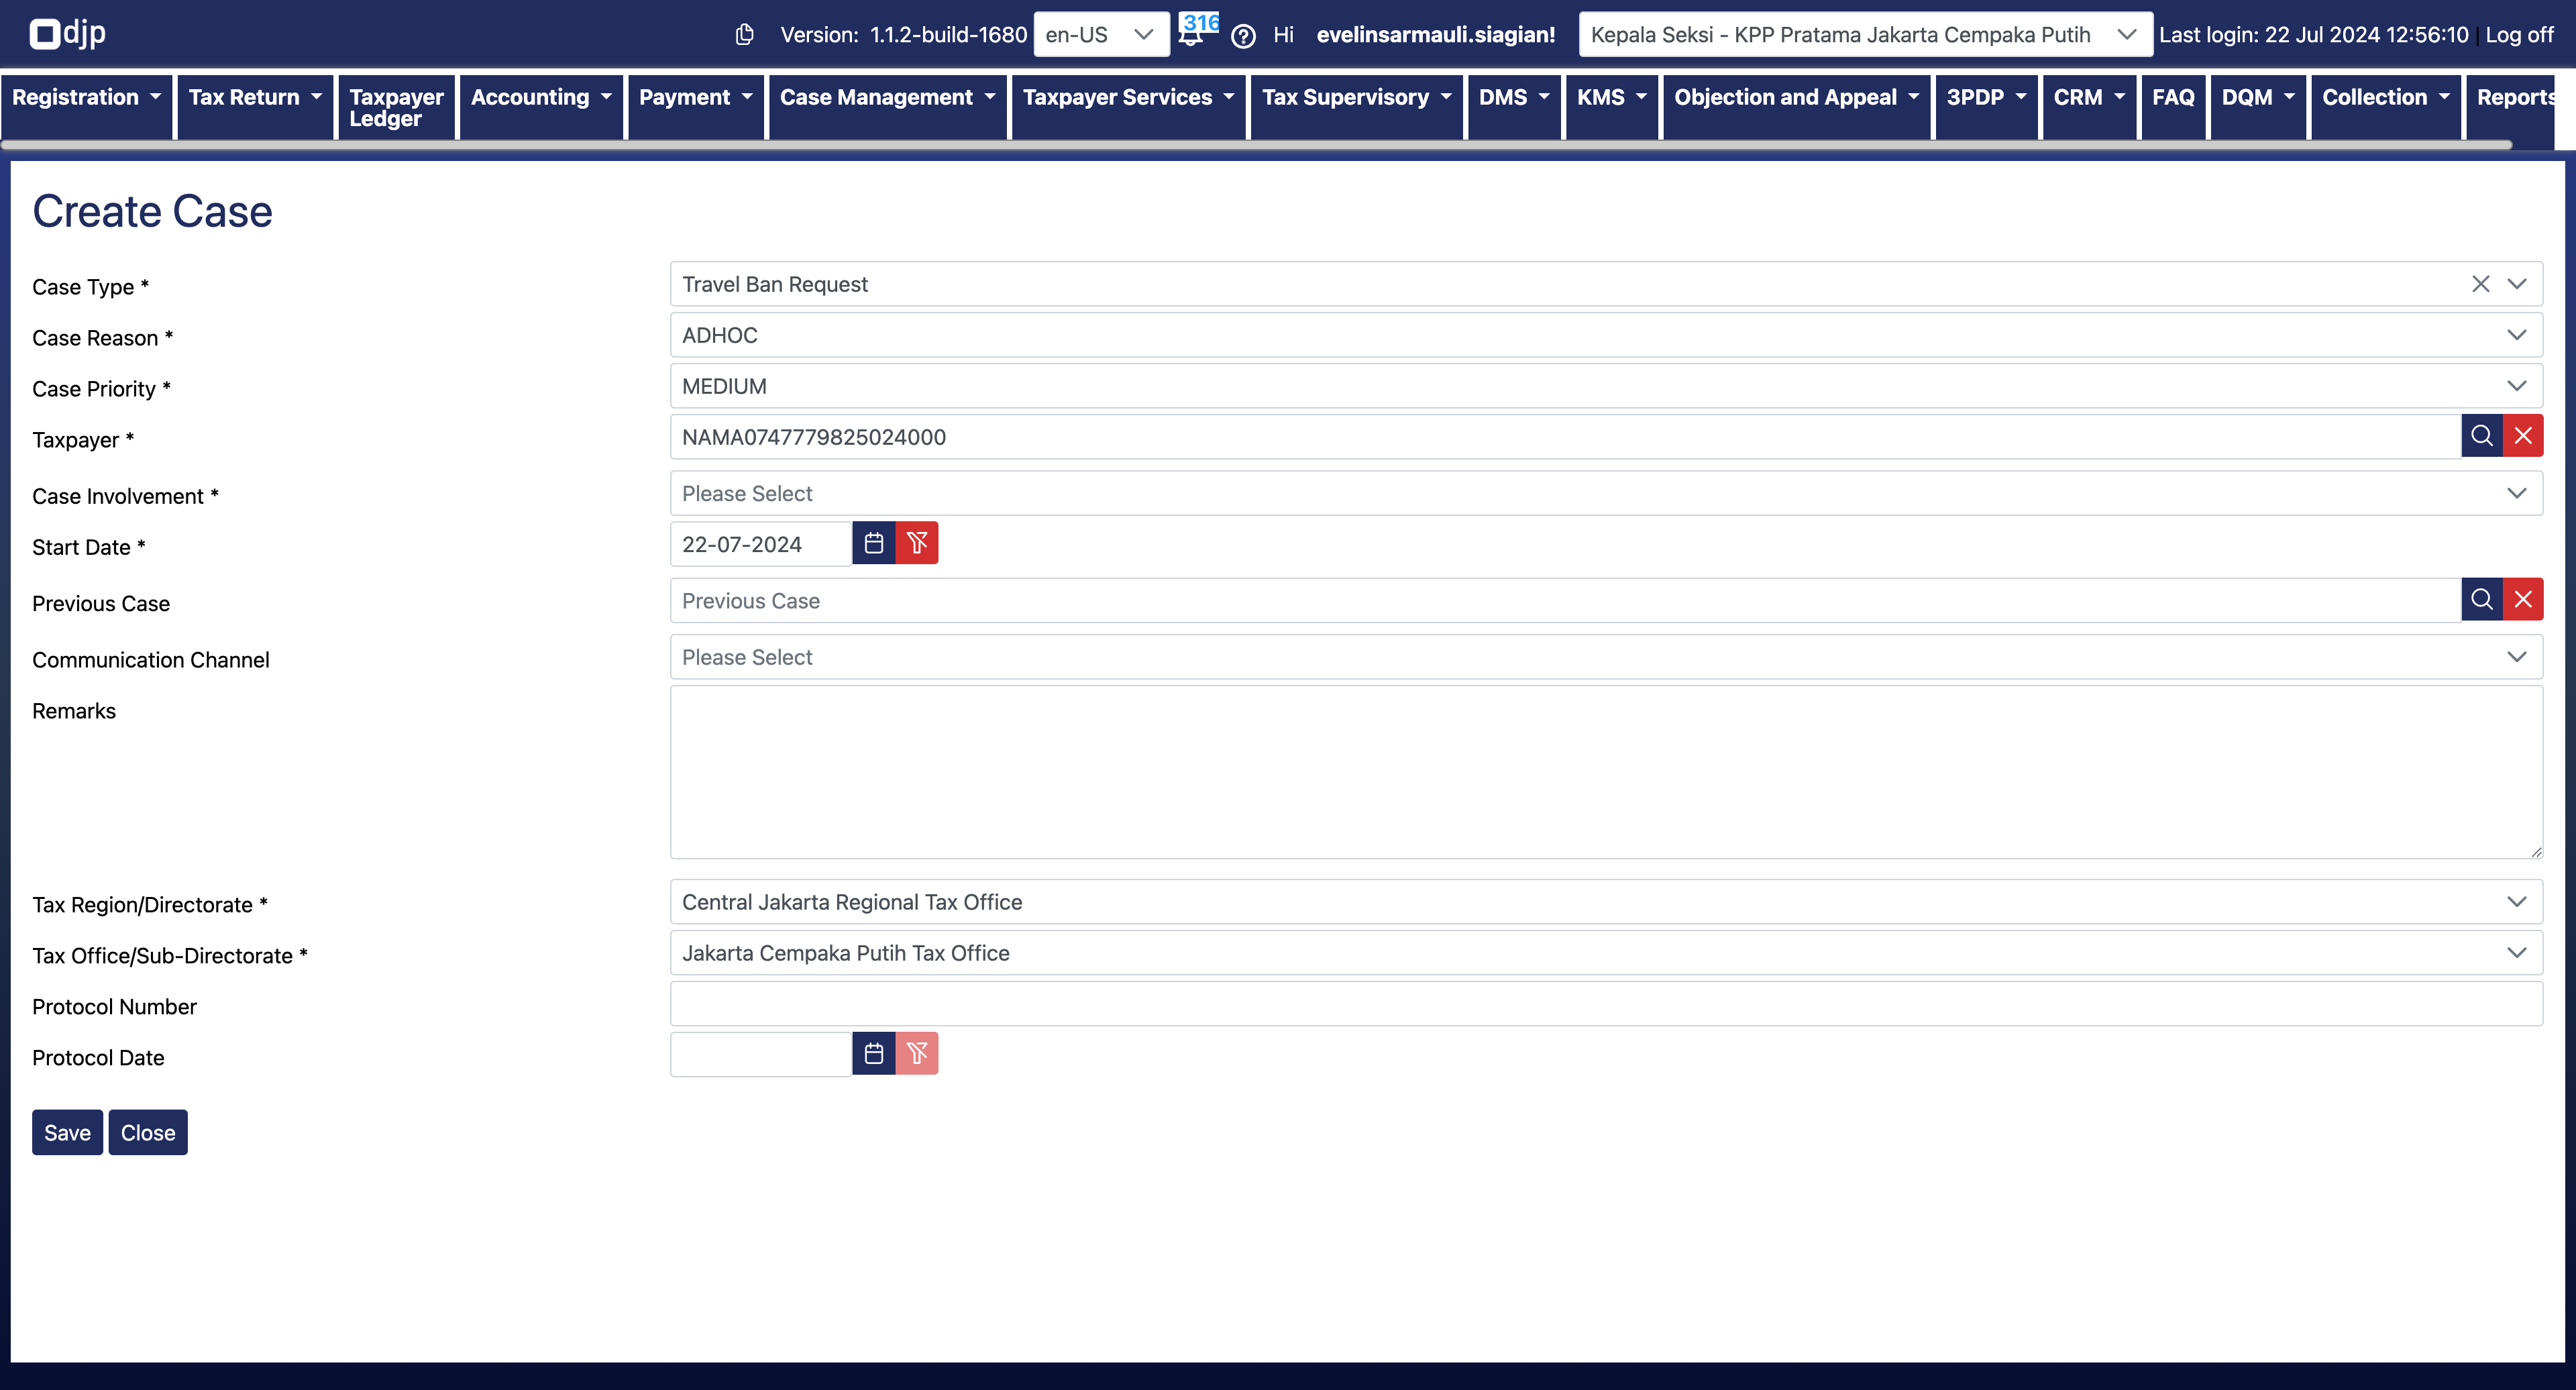 djp
Version: 1.1.2-build-1680 en-US 316 Hi evelinsarmauli.siagian! Kepala Seksi - KPP Pratama Jakarta Cempaka Putih Last login: 22 Jul 2024 12:56:10 Log off
Registration Tax Return Taxpayer Ledger Accounting Payment Case Management Taxpayer Services Tax Supervisory DMS KMS Objection and Appeal 3PDP CRM FAQ DQM Collection Reports
Create Case
Case Type * Travel Ban Request
Case Reason * ADHOC
Case Priority * MEDIUM
Taxpayer * NAMA0747779825024000
Case Involvement * Please Select
Start Date * 22-07-2024
Previous Case Previous Case
Communication Channel Please Select
Remarks
Tax Region/Directorate * Central Jakarta Regional Tax Office
Tax Office/Sub-Directorate * Jakarta Cempaka Putih Tax Office
Protocol Number
Protocol Date
Save Close